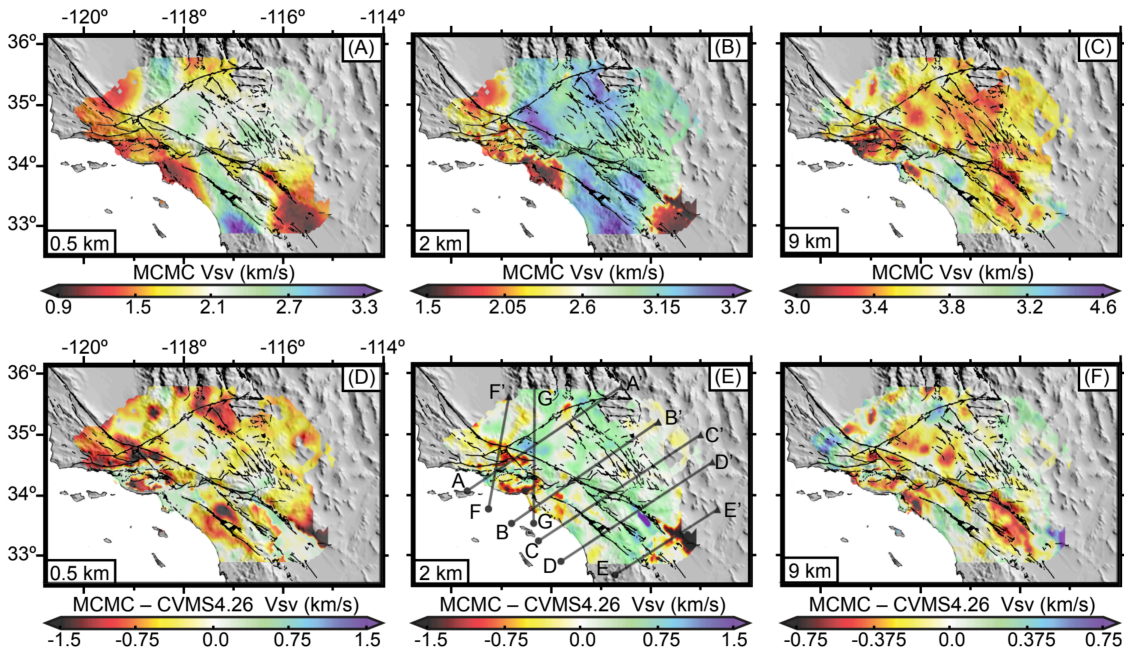 -120° -118° -116° -114°
36° (A) (B) (C)
35°
34°
33°
0.5 km 2 km 9 km
MCMC Vsv (km/s) MCMC Vsv (km/s) MCMC Vsv (km/s)
0.9 1.5 2.1 2.7 3.3 1.5 2.05 2.6 3.15 3.7 3.0 3.4 3.8 3.2 4.6
-120° -118° -116° -114°
36° (D) (E) (F)
F' G' A'
35° B'
C'
D'
34° A
F B G E'
C
33° D E
0.5 km 2 km 9 km
MCMC – CVMS4.26 Vsv (km/s) MCMC – CVMS4.26 Vsv (km/s) MCMC – CVMS4.26 Vsv (km/s)
-1.5 -0.75 0.0 0.75 1.5 -1.5 -0.75 0.0 0.75 1.5 -0.75 -0.375 0.0 0.375 0.75